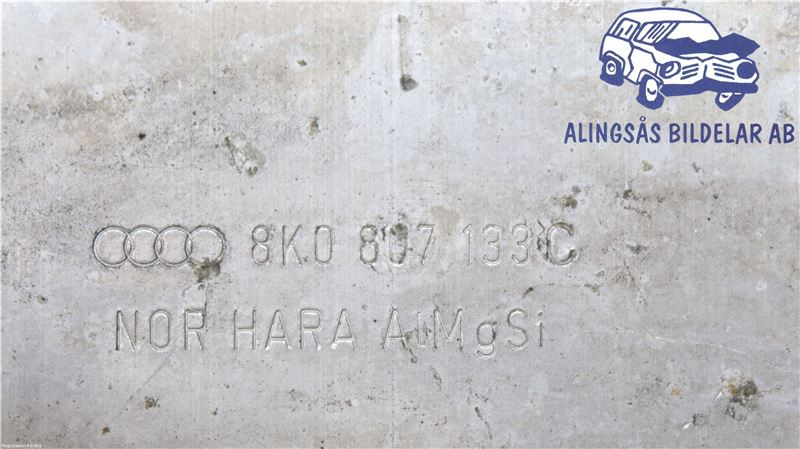 ALINGSÅS BILDELAR AB
8K0 807 133 C
NOR HARA AlMgSi